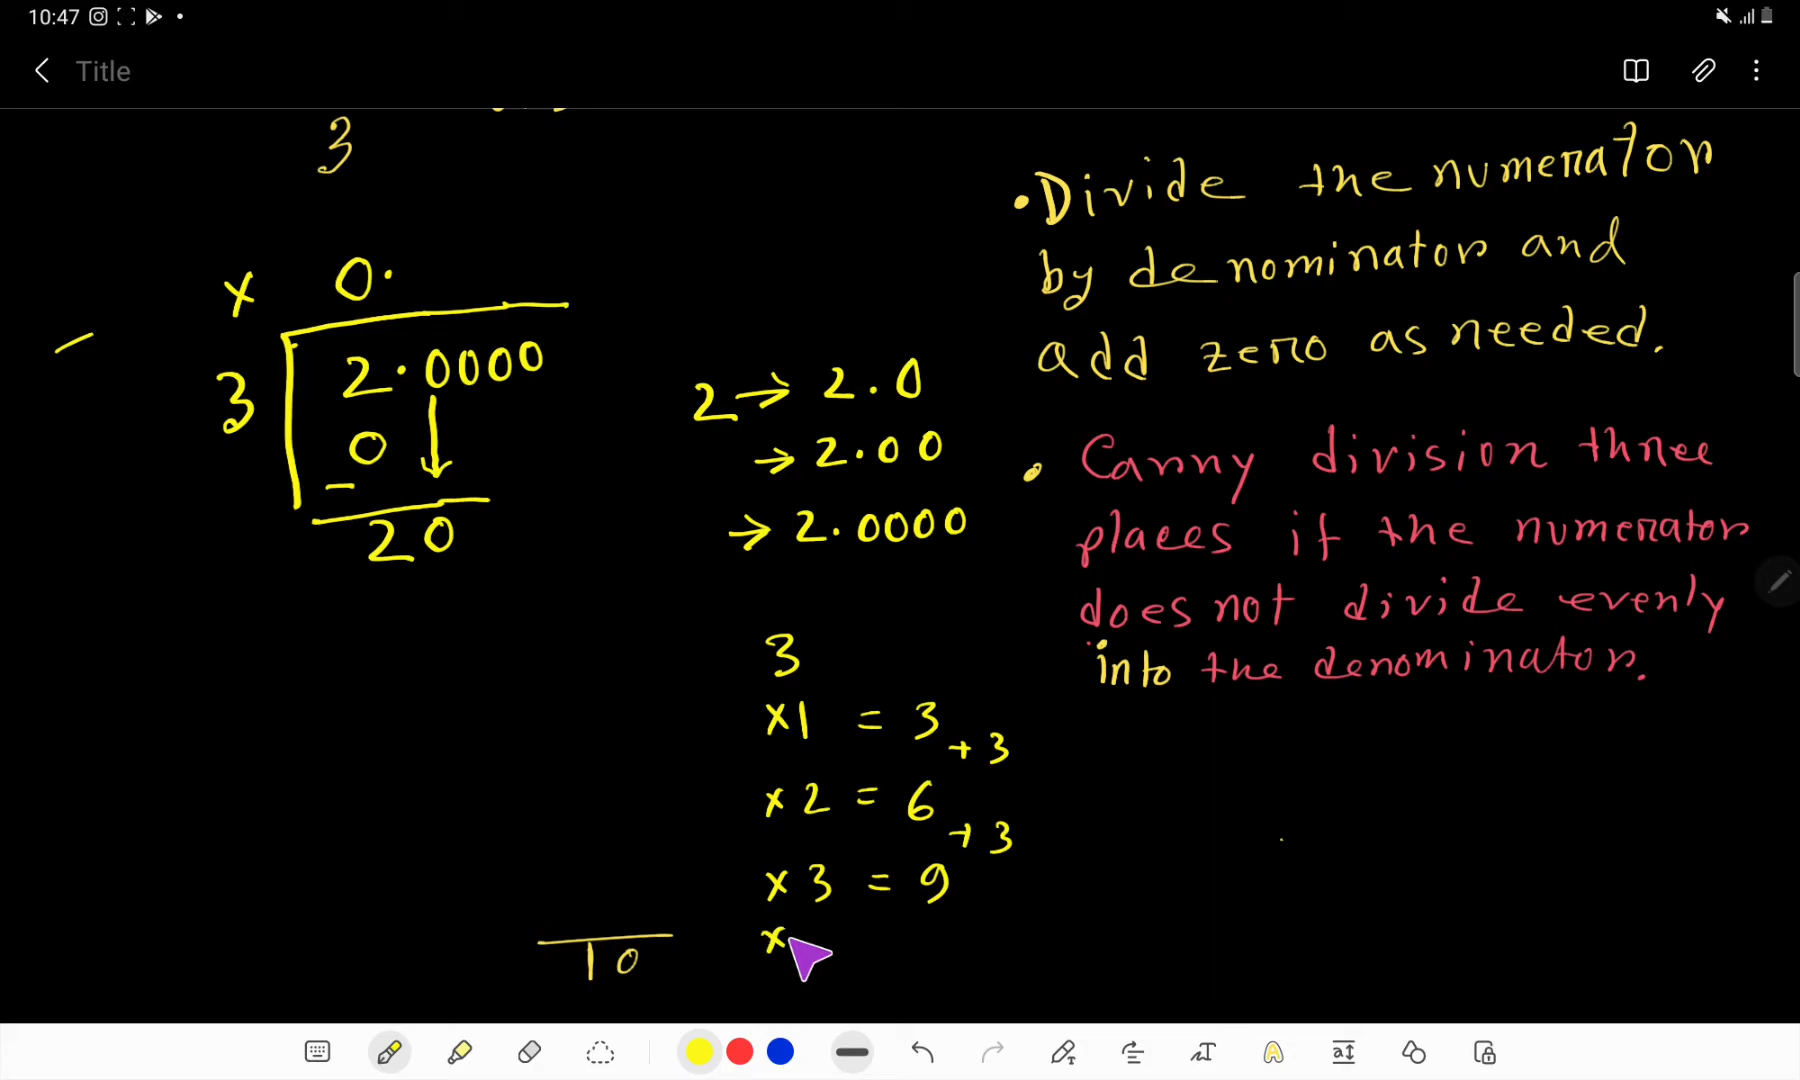 10:47
Title
3
• Divide the numerator
by denominator and
add zero as needed.
• Carry division three
places if the numerator
does not divide evenly
into the denominator.
x 0.
3 2.0000
0
-
20
2 → 2.0
→ 2.00
→ 2.0000
3
x1 = 3
+3
x2 = 6
+3
x3 = 9
x
10